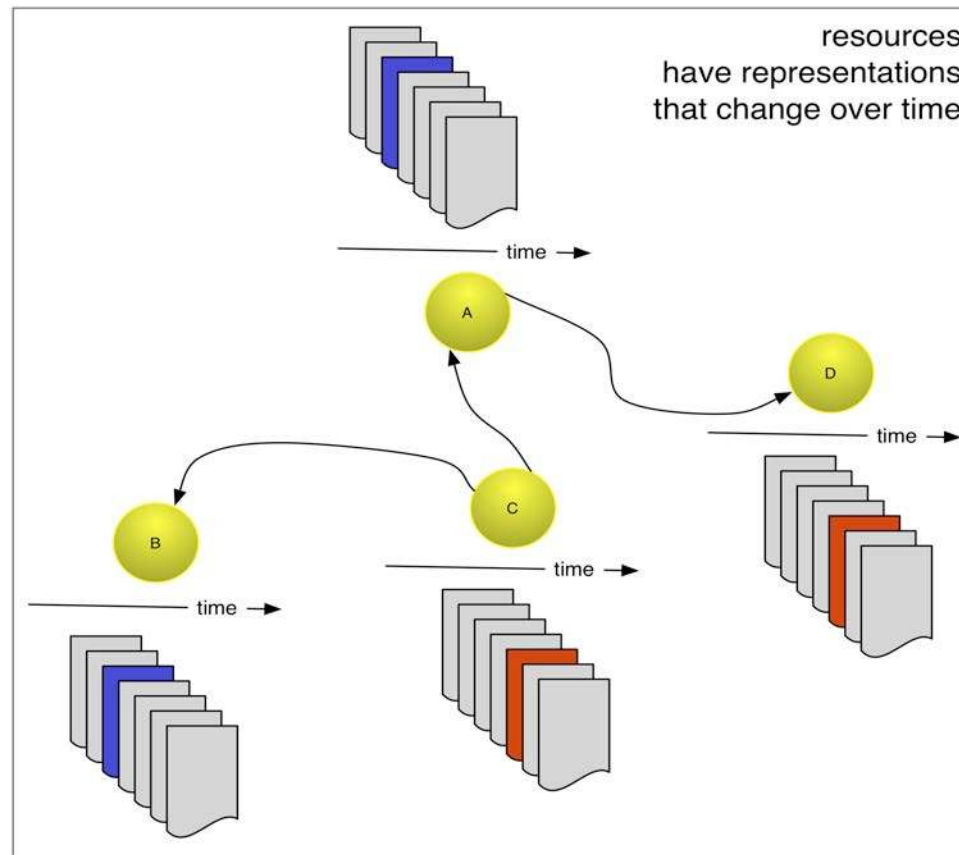 resources
have representations
that change over time
time
A
D
time
C
B
time
time